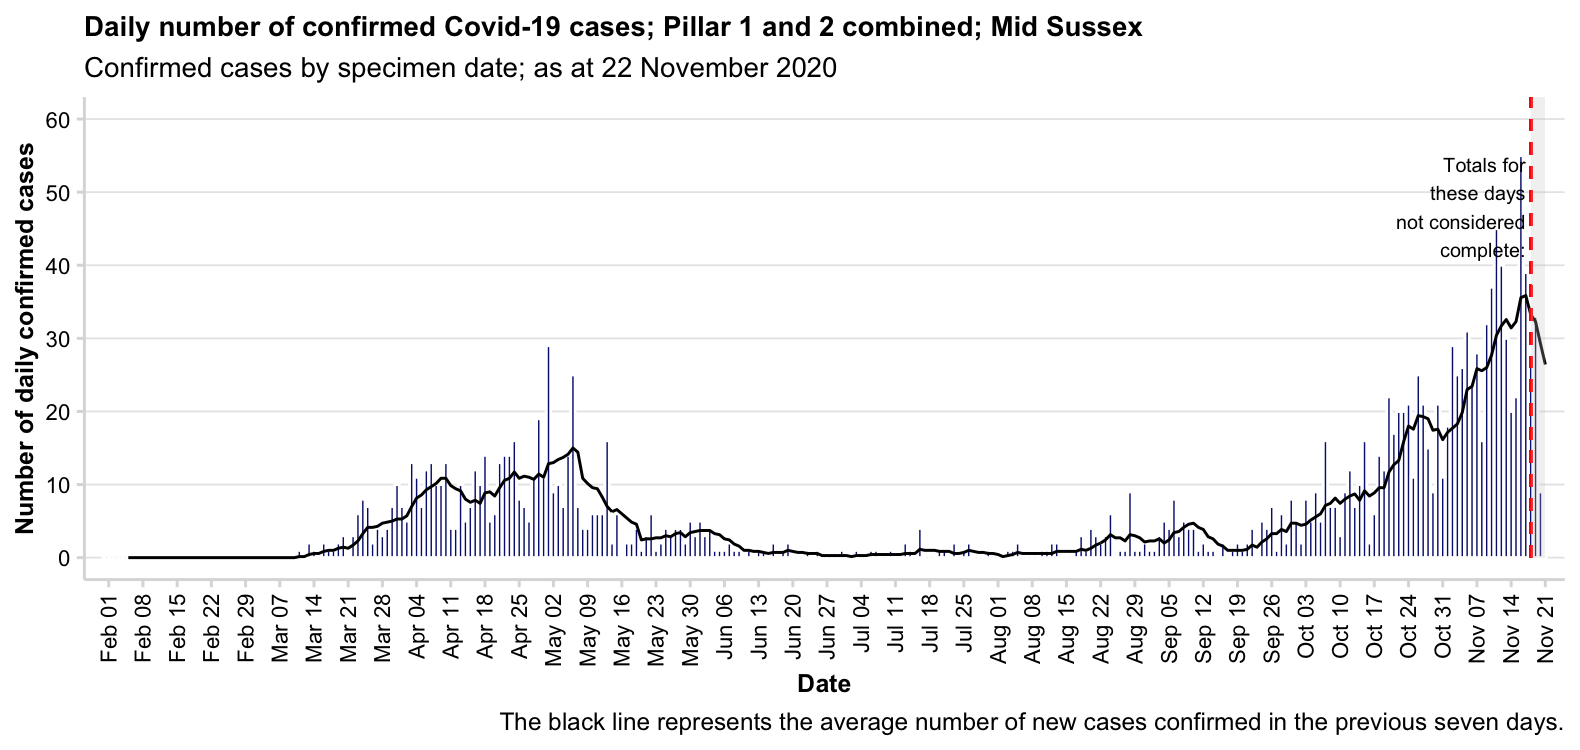 Daily number of confirmed Covid-19 cases; Pillar 1 and 2 combined; Mid Sussex
Confirmed cases by specimen date; as at 22 November 2020
Number of daily confirmed cases
60
50
40
30
20
10
0
Totals for
these days
not considered
complete:
Feb 01
Feb 08
Feb 15
Feb 22
Feb 29
Mar 07
Mar 14
Mar 21
Mar 28
Apr 04
Apr 11
Apr 18
Apr 25
May 02
May 09
May 16
May 23
May 30
Jun 06
Jun 13
Jun 20
Jun 27
Jul 04
Jul 11
Jul 18
Jul 25
Aug 01
Aug 08
Aug 15
Aug 22
Aug 29
Sep 05
Sep 12
Sep 19
Sep 26
Oct 03
Oct 10
Oct 17
Oct 24
Oct 31
Nov 07
Nov 14
Nov 21
Date
The black line represents the average number of new cases confirmed in the previous seven days.